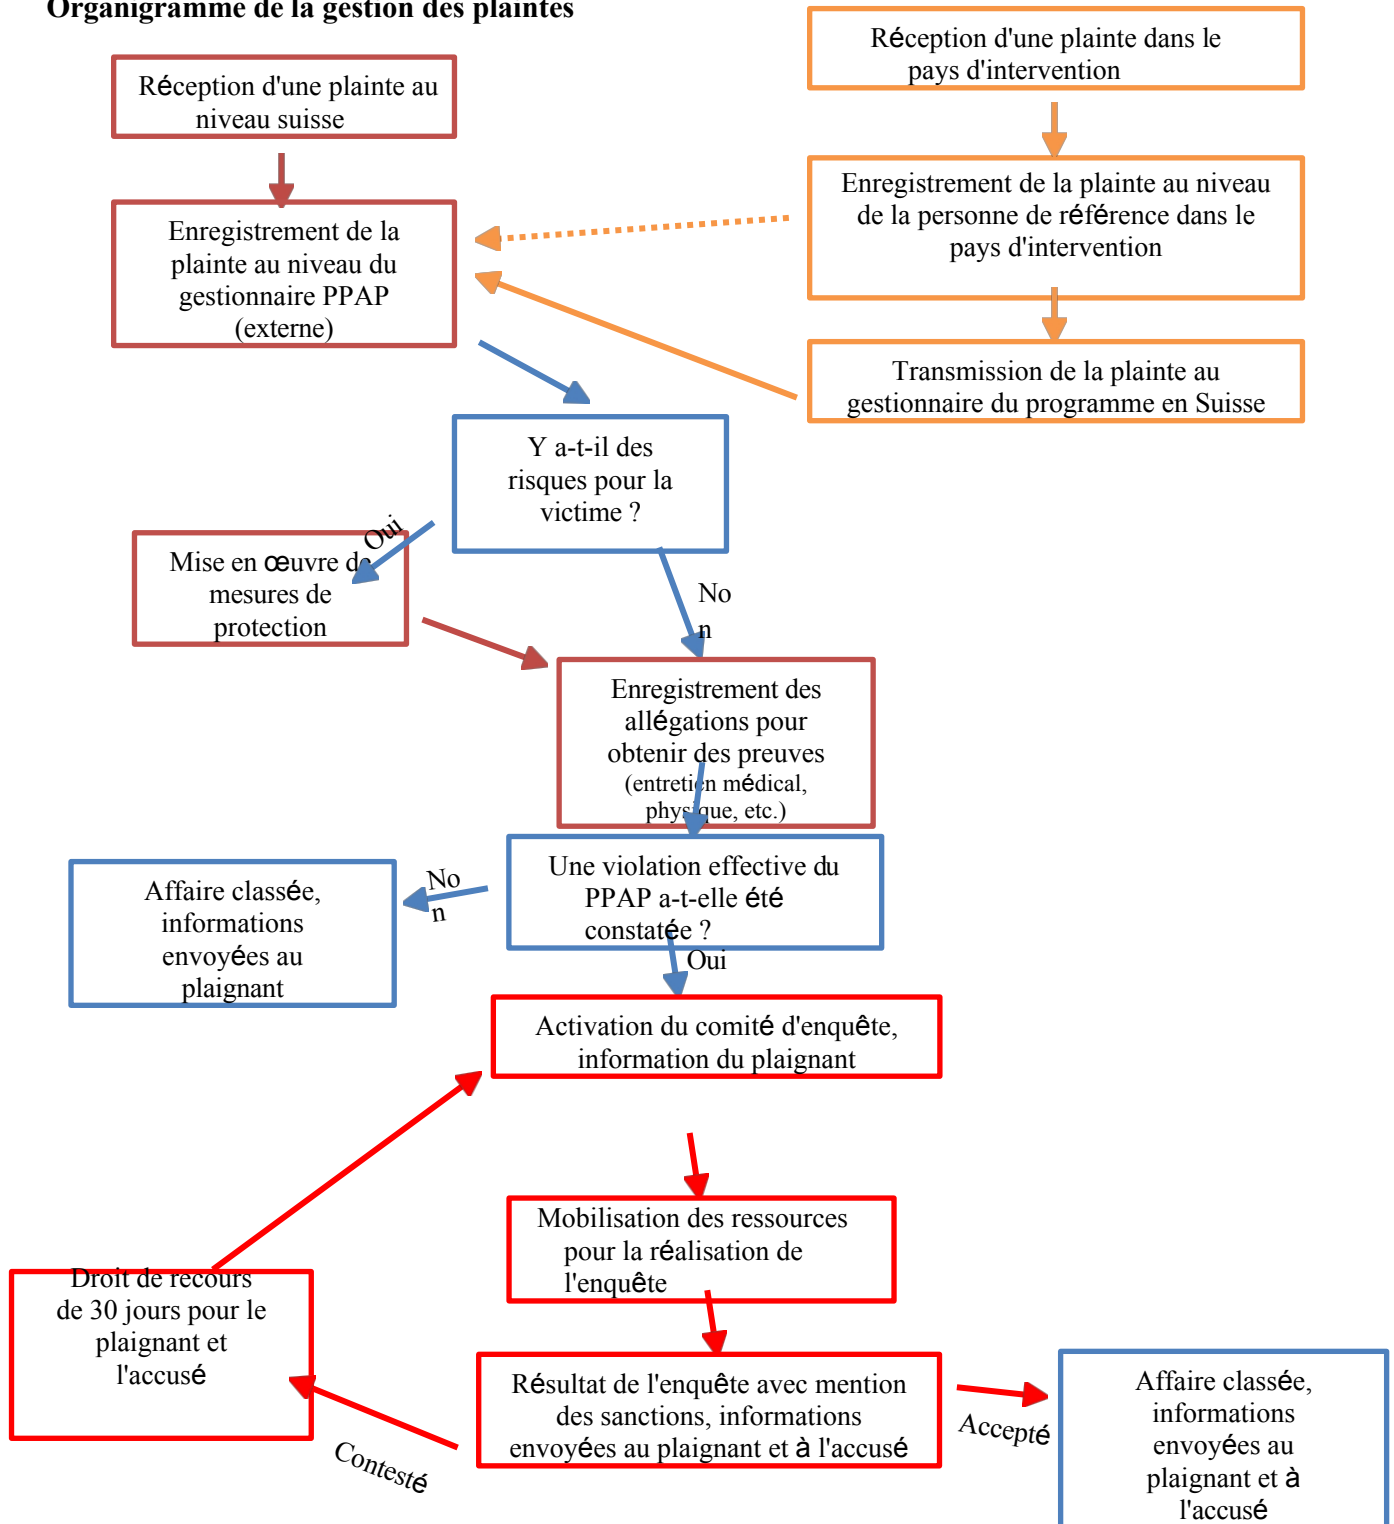 Organigramme de la gestion des plaintes
Réception d'une plainte dans le
pays d'intervention
Réception d'une plainte au
niveau suisse
Enregistrement de la plainte au niveau
de la personne de référence dans le
pays d'intervention
Enregistrement de la
plainte au niveau du
gestionnaire PPAP
(externe)
Transmission de la plainte au
gestionnaire du programme en Suisse
Y a-t-il des
risques pour la
victime ?
Oui
Mise en œuvre de
mesures de
protection
No
n
Enregistrement des
allégations pour
obtenir des preuves
(entretien médical,
physique, etc.)
Une violation effective du
PPAP a-t-elle été
constatée ?
No
n
Affaire classée,
informations
envoyées au
plaignant
Oui
Activation du comité d'enquête,
information du plaignant
Mobilisation des ressources
pour la réalisation de
l'enquête
Droit de recours
de 30 jours pour le
plaignant et
l'accusé
Résultat de l'enquête avec mention
des sanctions, informations
envoyées au plaignant et à l'accusé
Contesté
Accepté
Affaire classée,
informations
envoyées au
plaignant et à
l'accusé